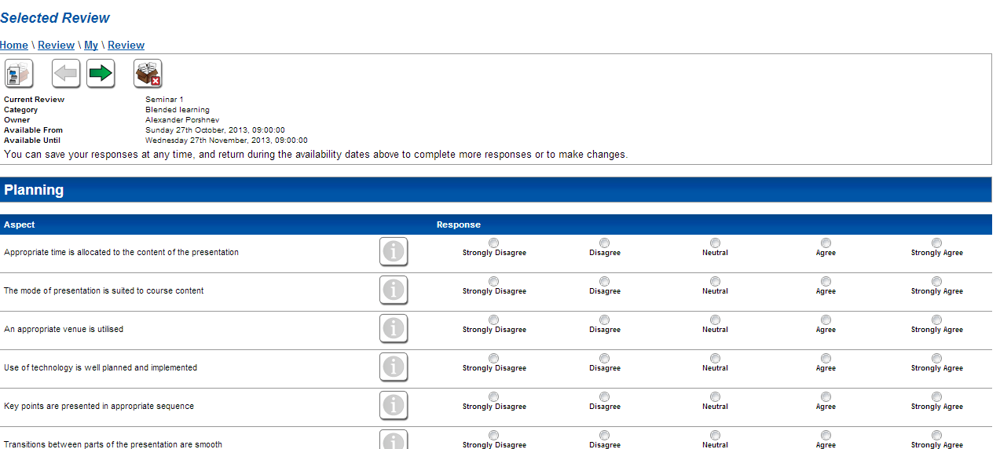 Selected Review
Home \ Review \ My \ Review
Current Review Seminar 1
Category Blended learning
Owner Alexander Porshnev
Available From Sunday 27th October, 2013, 09:00:00
Available Until Wednesday 27th November, 2013, 09:00:00
You can save your responses at any time, and return during the availability dates above to complete more responses or to make changes.
Planning
Aspect Response
Appropriate time is allocated to the content of the presentation Strongly Disagree Disagree Neutral Agree Strongly Agree
The mode of presentation is suited to course content Strongly Disagree Disagree Neutral Agree Strongly Agree
An appropriate venue is utilised Strongly Disagree Disagree Neutral Agree Strongly Agree
Use of technology is well planned and implemented Strongly Disagree Disagree Neutral Agree Strongly Agree
Key points are presented in appropriate sequence Strongly Disagree Disagree Neutral Agree Strongly Agree
Transitions between parts of the presentation are smooth Strongly Disagree Disagree Neutral Agree Strongly Agree